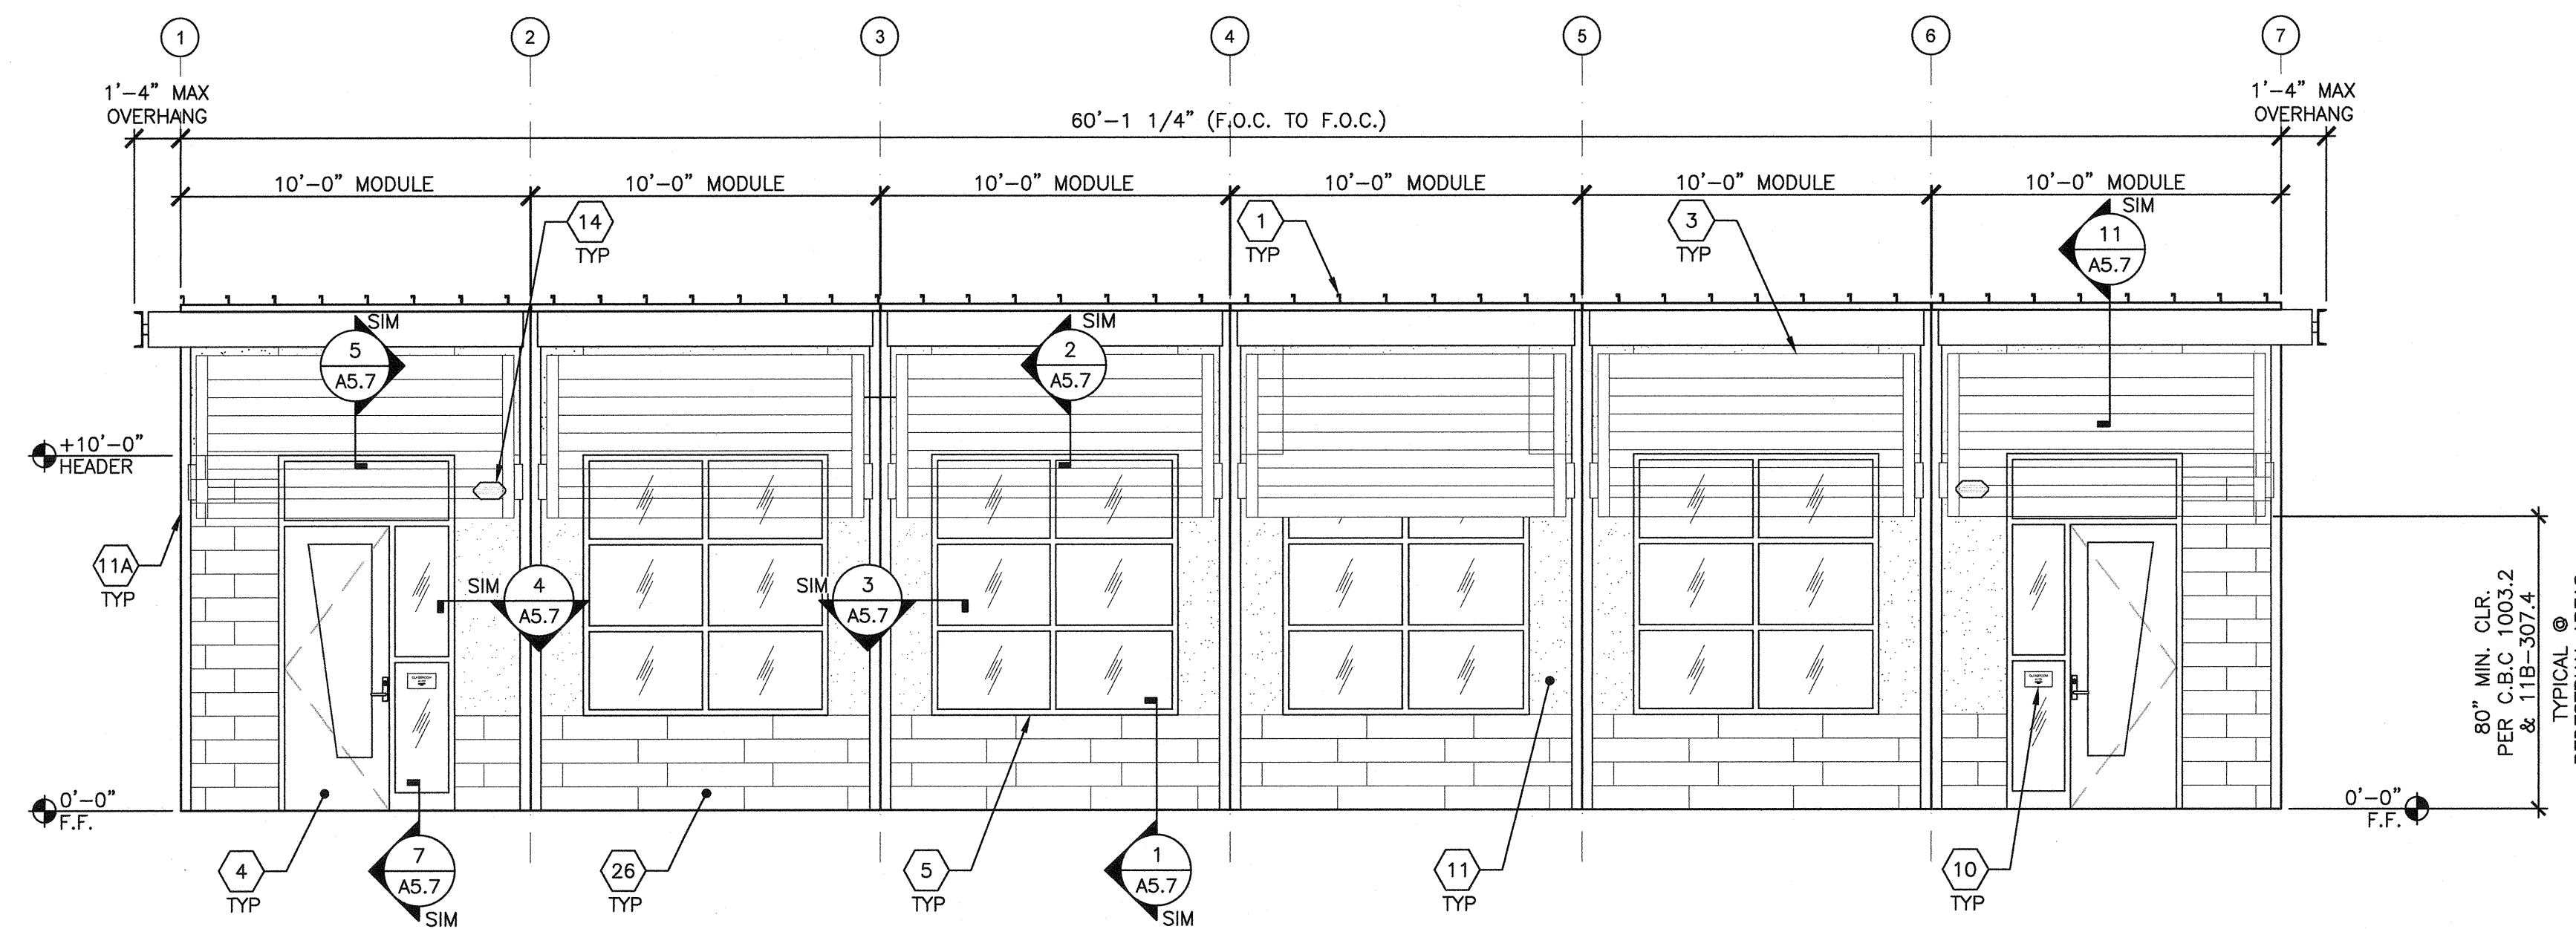 1
2
3
4
5
6
7
1'-4" MAX
OVERHANG
60'-1 1/4" (F.O.C. TO F.O.C.)
1'-4" MAX
OVERHANG
10'-0" MODULE
10'-0" MODULE
10'-0" MODULE
10'-0" MODULE
10'-0" MODULE
10'-0" MODULE
14
TYP
1
TYP
3
TYP
SIM
11
A5.7
SIM
5
A5.7
SIM
2
A5.7
+10'-0"
HEADER
11A
TYP
SIM
4
A5.7
SIM
3
A5.7
80" MIN. CLR.
PER C.B.C 1003.2
& 11B-307.4
TYPICAL @
0'-0"
F.F.
0'-0"
F.F.
4
TYP
7
A5.7
SIM
26
TYP
5
TYP
1
A5.7
SIM
11
TYP
10
TYP